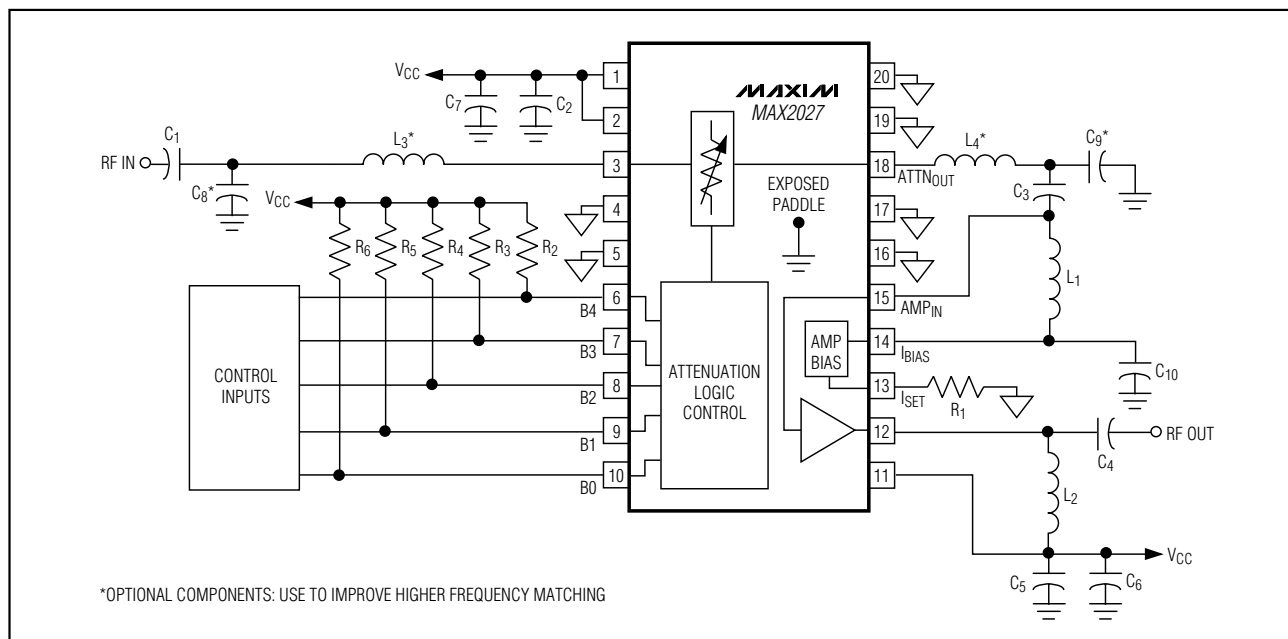 VCC
C7
C2
C1
RF IN
C8*
L3*
VCC
R6
R5
R4
R3
R2
CONTROL
INPUTS
B4
B3
B2
B1
B0
1
2
3
4
5
6
7
8
9
10
MAXIM
MAX2027
EXPOSED
PADDLE
ATTENUATION
LOGIC
CONTROL
AMP
BIAS
20
19
18
17
16
15
14
13
12
11
ATTNOUT
AMPIN
IBIAS
ISET
L4*
C9*
C3
L1
C10
R1
C4
RF OUT
L2
VCC
C5
C6
*OPTIONAL COMPONENTS: USE TO IMPROVE HIGHER FREQUENCY MATCHING